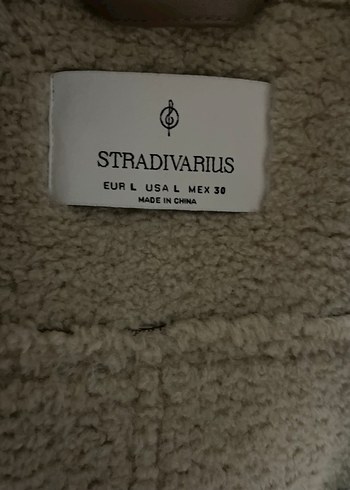 STRADIVARIUS
EUR L USA L MEX 30
MADE IN CHINA